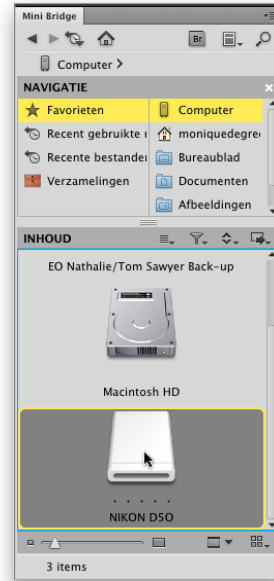 Mini Bridge
Br
Computer >
NAVIGATIE
Favorieten
Computer
Recent gebruikte
moniquedegre
Recente bestande
Bureaublad
Verzamelingen
Documenten
Afbeeldingen
INHOUD
EO Nathalie/Tom Sawyer Back-up
Macintosh HD
NIKON D50
3 items